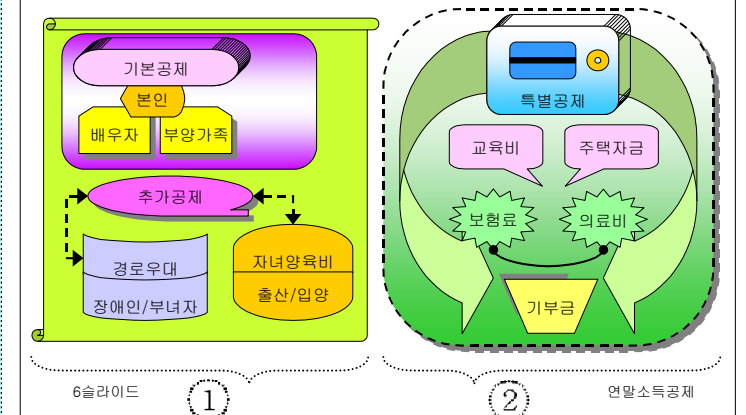 기본공제
본인
배우자
부양가족
추가공제
경로우대
장애인/부녀자
자녀양육비
출산/입양
특별공제
교육비
주택자금
보험료
의료비
기부금
6슬라이드
1
2
연말소득공제